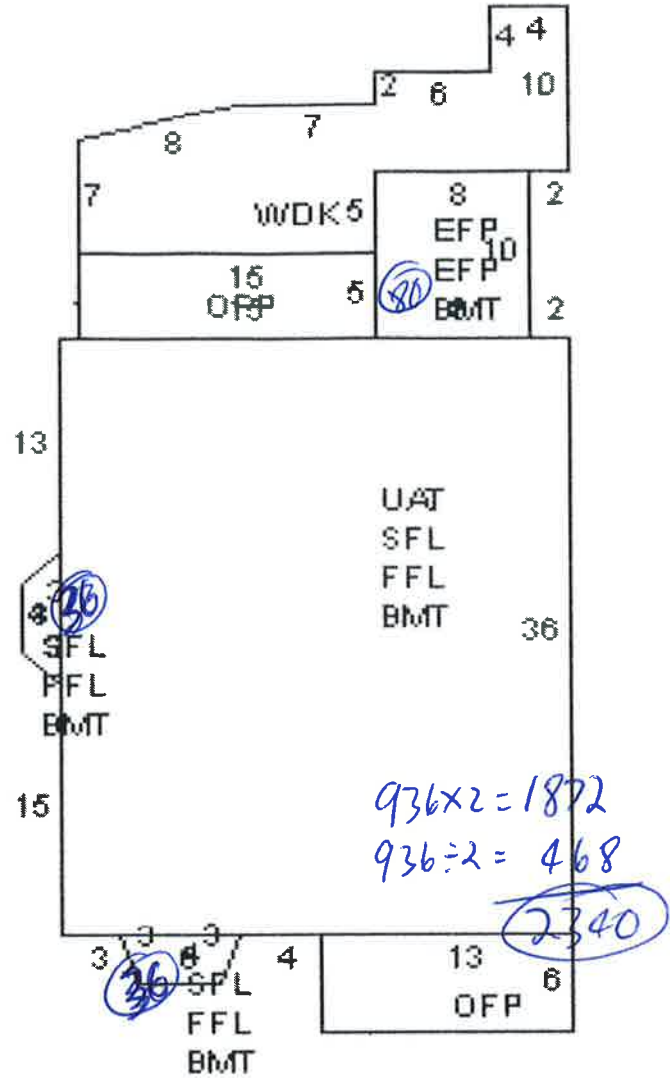 4 4
2 6 10
8 7
7 WDK 5 8 2
EFP
10
EFP
15 5 80 BMT 2
OFP
13
UAT
SFL
FFL
BMT
36
36
SFL
FFL
BMT
15
936×2=1872
936÷2= 468
2340
3 3 3 4 13 6
36 SFL OFP
FFL
BMT